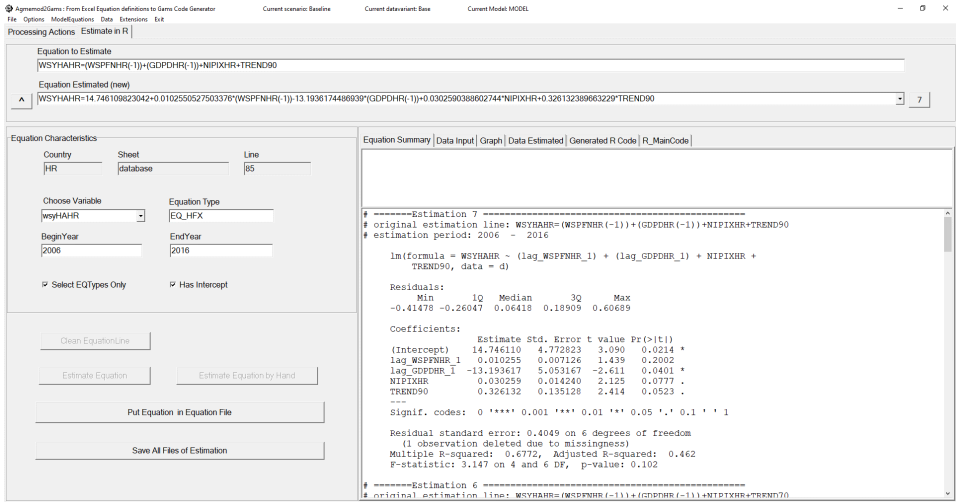 Agmemod2Gams : From Excel Equation definitions to Gams Code Generator Current scenario: Baseline Current datavariant: Base Current Model: MODEL
File Options ModelEquations Data Extensions Exit
Processing Actions Estimate in R
Equation to Estimate
WSYHAHR=(WSPFNHR(-1))+(GDPDHR(-1))+NIPIXHR+TREND90
Equation Estimated (new)
^ WSYHAHR=14.746109823042+0.0102550527503376*(WSPFNHR(-1))-13.1936174486939*(GDPDHR(-1))+0.0302590388602744*NIPIXHR+0.326132389663229*TREND90 7
Equation Characteristics
Country Sheet Line
HR database 85
Choose Variable Equation Type
wsyHAHR EQ_HFX
BeginYear EndYear
2006 2016
Select EQTypes Only Has Intercept
Clean EquationLine
Estimate Equation Estimate Equation by Hand
Put Equation in Equation File
Save All Files of Estimation
Equation Summary Data Input Graph Data Estimated Generated R Code R_MainCode
# =======Estimation 7 =============================================
# original estimation line: WSYHAHR=(WSPFNHR(-1))+(GDPDHR(-1))+NIPIXHR+TREND90
# estimation period: 2006 - 2016
lm(formula = WSYHAHR ~ (lag_WSPFNHR_1) + (lag_GDPDHR_1) + NIPIXHR +
TREND90, data = d)
Residuals:
Min 1Q Median 3Q Max
-0.41478 -0.26047 0.06418 0.18909 0.60689
Coefficients:
Estimate Std. Error t value Pr(>|t|)
(Intercept) 14.746110 4.772823 3.090 0.0214 *
lag_WSPFNHR_1 0.010255 0.007126 1.439 0.2002
lag_GDPDHR_1 -13.193617 5.053167 -2.611 0.0401 *
NIPIXHR 0.030259 0.014240 2.125 0.0777 .
TREND90 0.326132 0.135128 2.414 0.0523 .
---
Signif. codes: 0 '***' 0.001 '**' 0.01 '*' 0.05 '.' 0.1 ' ' 1
Residual standard error: 0.4049 on 6 degrees of freedom
(1 observation deleted due to missingness)
Multiple R-squared: 0.6772, Adjusted R-squared: 0.462
F-statistic: 3.147 on 4 and 6 DF, p-value: 0.102
# =======Estimation 6 =============================================
# original estimation line: WSYHAHR=(WSPFNHR(-1))+(GDPDHR(-1))+NIPIXHR+TREND70